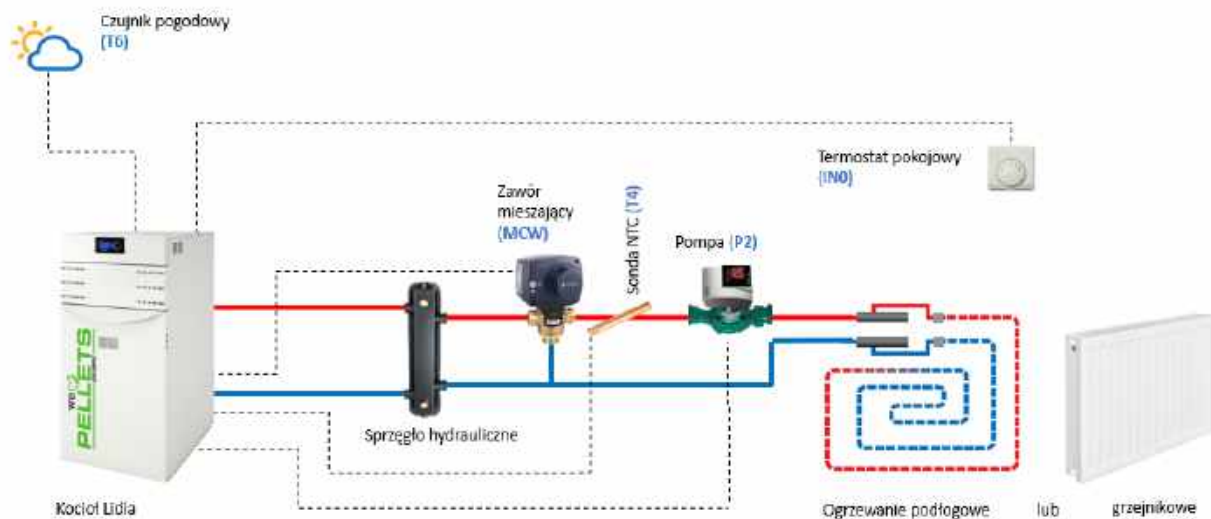 Czujnik pogodowy
(T6)
Termostat pokojowy
(IN0)
Zawór
mieszający
(MCW)
Sonda NTC (T4)
Pompa (P2)
PELLETS
Sprzęgło hydrauliczne
Kocioł Lidia
Ogrzewanie podłogowe lub grzejnikowe